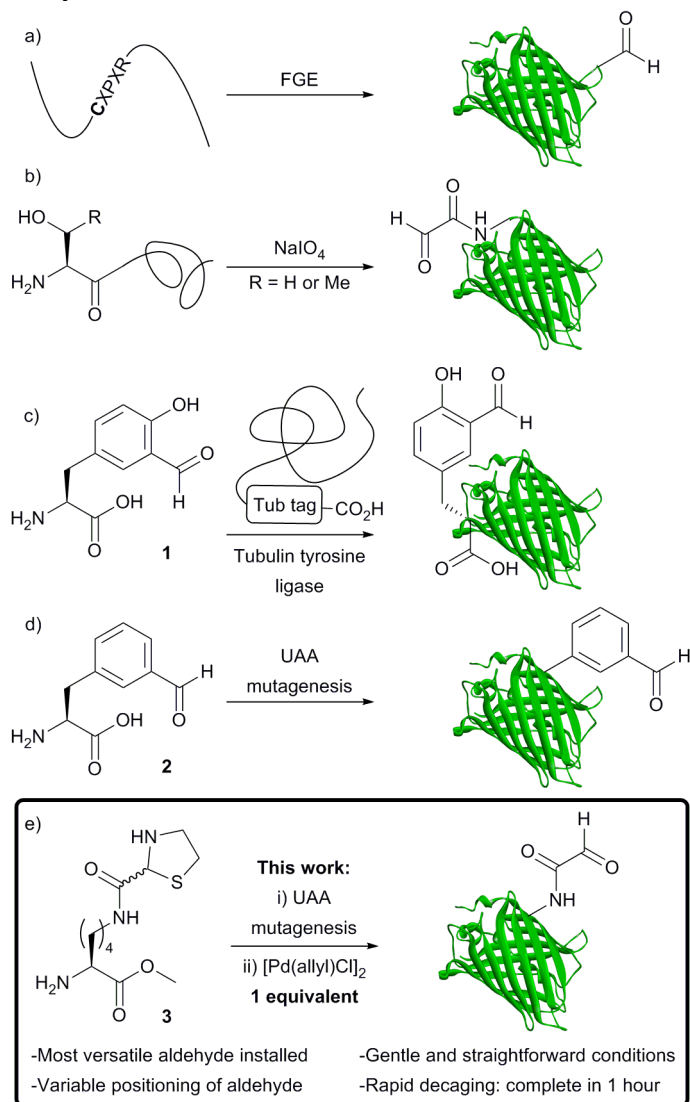 a)
CXPXR
FGE
O
H
b)
HO
R
H2N
O
NaIO4
R = H or Me
O
H
H
N
O
c)
OH
O
H
OH
H2N
O
1
Tub tag
CO2H
Tubulin tyrosine
ligase
OH
O
H
O
OH
d)
H
O
OH
H2N
O
2
UAA
mutagenesis
H
O
e)
HN
S
O
NH
4
O
H2N
O
3
This work:
i) UAA
mutagenesis
ii) [Pd(allyl)Cl]2
1 equivalent
H
O
O
NH
-Most versatile aldehyde installed
-Gentle and straightforward conditions
-Variable positioning of aldehyde
-Rapid decaging: complete in 1 hour